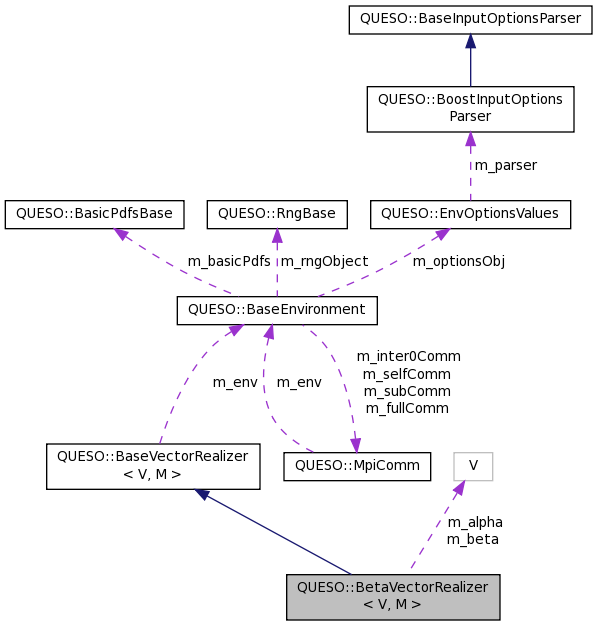 QUESO::BaseInputOptionsParser
QUESO::BoostInputOptions
Parser
m_parser
QUESO::BasicPdfsBase
QUESO::RngBase
QUESO::EnvOptionsValues
m_basicPdfs
m_rngObject
m_optionsObj
QUESO::BaseEnvironment
m_env
m_env
m_inter0Comm
m_selfComm
m_subComm
m_fullComm
QUESO::BaseVectorRealizer
< V, M >
QUESO::MpiComm
V
m_alpha
m_beta
QUESO::BetaVectorRealizer
< V, M >